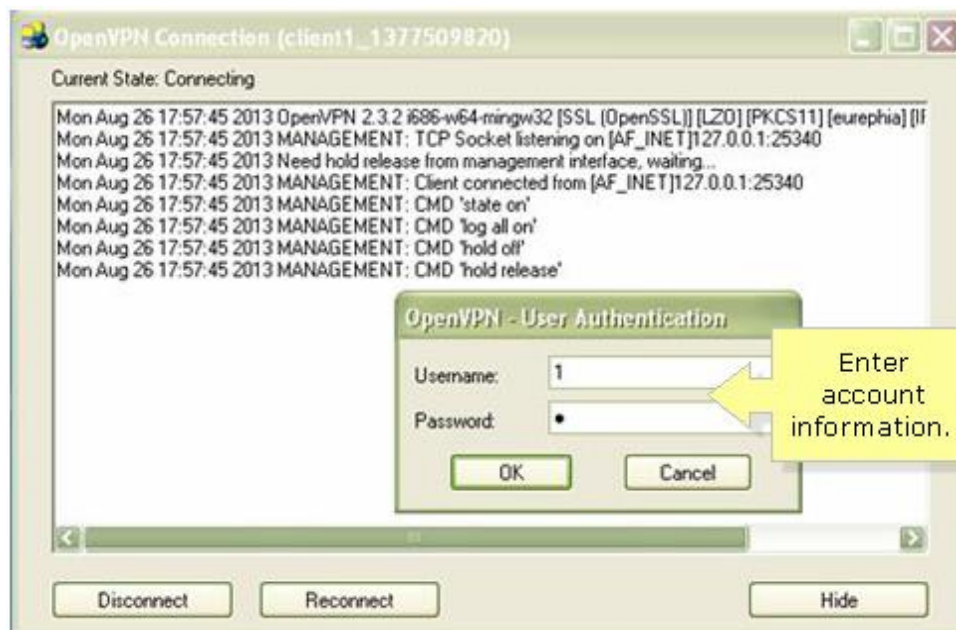 OpenVPN Connection (client1_1377509820)
Current State: Connecting
Mon Aug 26 17:57:45 2013 OpenVPN 2.3.2 i686-w64-mingw32 [SSL (OpenSSL)] [LZO] [PKCS11] [eurephia] [IF
Mon Aug 26 17:57:45 2013 MANAGEMENT: TCP Socket listening on [AF_INET]127.0.0.1:25340
Mon Aug 26 17:57:45 2013 Need hold release from management interface, waiting...
Mon Aug 26 17:57:45 2013 MANAGEMENT: Client connected from [AF_INET]127.0.0.1:25340
Mon Aug 26 17:57:45 2013 MANAGEMENT: CMD 'state on'
Mon Aug 26 17:57:45 2013 MANAGEMENT: CMD 'log all on'
Mon Aug 26 17:57:45 2013 MANAGEMENT: CMD 'hold off'
Mon Aug 26 17:57:45 2013 MANAGEMENT: CMD 'hold release'
OpenVPN - User Authentication
Username: 1
Password: •
OK Cancel
Enter
account
information.
Disconnect Reconnect Hide